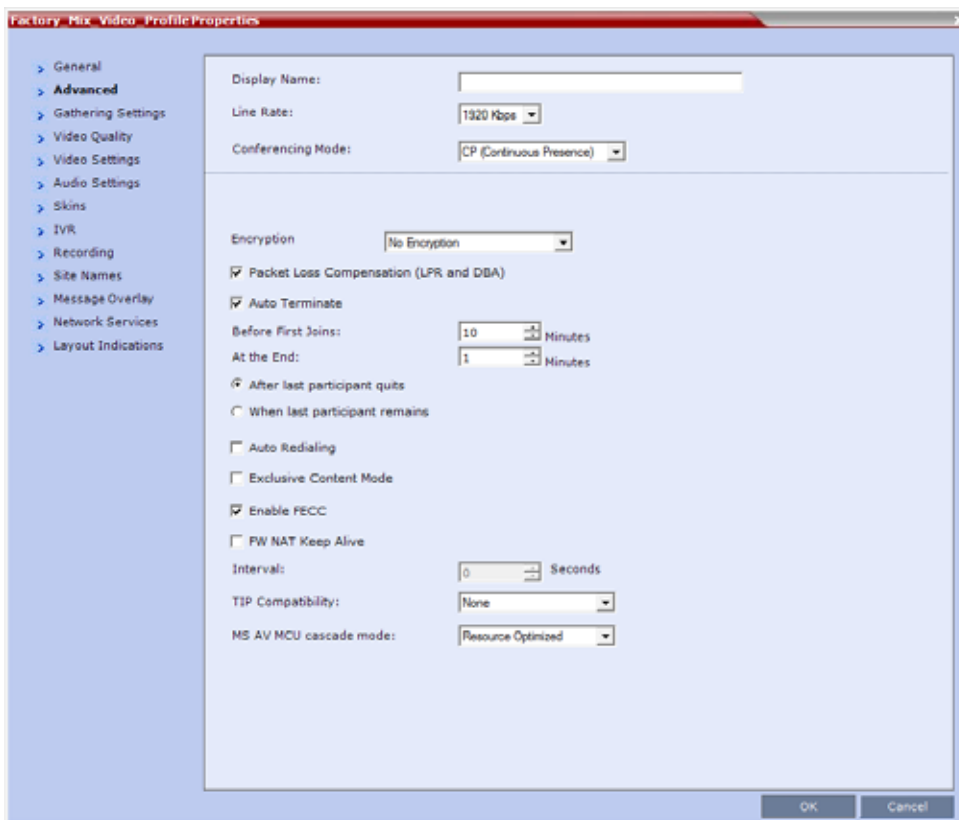 Factory_Mix_Video_Profile Properties
General
Advanced
Gathering Settings
Video Quality
Video Settings
Audio Settings
Skins
IVR
Recording
Site Names
Message Overlay
Network Services
Layout Indications
Display Name:
Line Rate: 1920 Kbps
Conferencing Mode: CP (Continuous Presence)
Encryption No Encryption
Packet Loss Compensation (LPR and DBA)
Auto Terminate
Before First Joins: 10 Minutes
At the End: 1 Minutes
After last participant quits
When last participant remains
Auto Redialing
Exclusive Content Mode
Enable FECC
FW NAT Keep Alive
Interval: 0 Seconds
TIP Compatibility: None
MS AV MCU cascade mode: Resource Optimized
OK Cancel